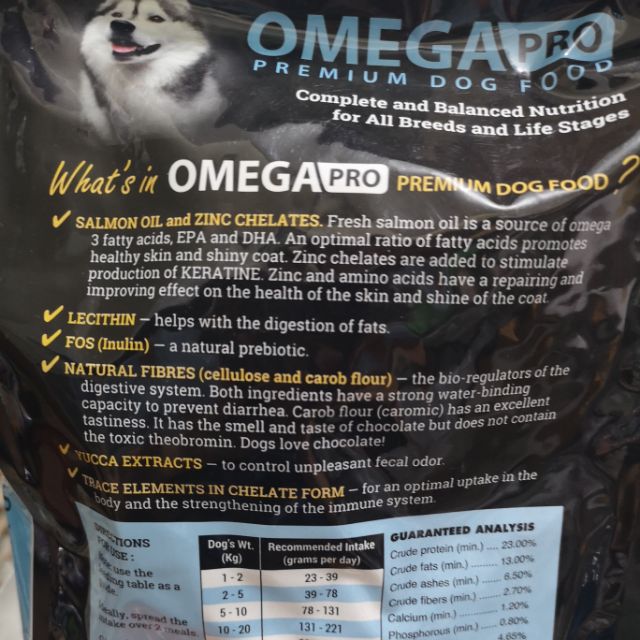 OMEGA PRO
PREMIUM DOG FOOD
Complete and Balanced Nutrition
for All Breeds and Life Stages
What's in OMEGA PRO PREMIUM DOG FOOD ?
SALMON OIL and ZINC CHELATES. Fresh salmon oil is a source of omega
3 fatty acids, EPA and DHA. An optimal ratio of fatty acids promotes
healthy skin and shiny coat. Zinc chelates are added to stimulate
production of KERATINE. Zinc and amino acids have a repairing and
improving effect on the health of the skin and shine of the coat.
LECITHIN – helps with the digestion of fats.
FOS (Inulin) – a natural prebiotic.
NATURAL FIBRES (cellulose and carob flour) – the bio-regulators of the
digestive system. Both ingredients have a strong water-binding
capacity to prevent diarrhea. Carob flour (caromic) has an excellent
tastiness. It has the smell and taste of chocolate but does not contain
the toxic theobromin. Dogs love chocolate!
YUCCA EXTRACTS – to control unpleasant fecal odor.
TRACE ELEMENTS IN CHELATE FORM – for an optimal uptake in the
body and the strengthening of the immune system.
USE :
use the
table as a
spread the
over 2 meals.
Dog's Wt. (Kg) Recommended Intake (grams per day)
1 - 2 23 - 39
2 - 5 39 - 78
5 - 10 78 - 131
10 - 20 131 - 221
GUARANTEED ANALYSIS
Crude protein (min.) .... 23.00%
Crude fats (min.) ........ 13.00%
Crude ashes (min.) ...... 6.50%
Crude fibers (min.) ...... 2.70%
Calcium (min.) ............ 1.20%
Phosphorous (min.) ..... 0.80%